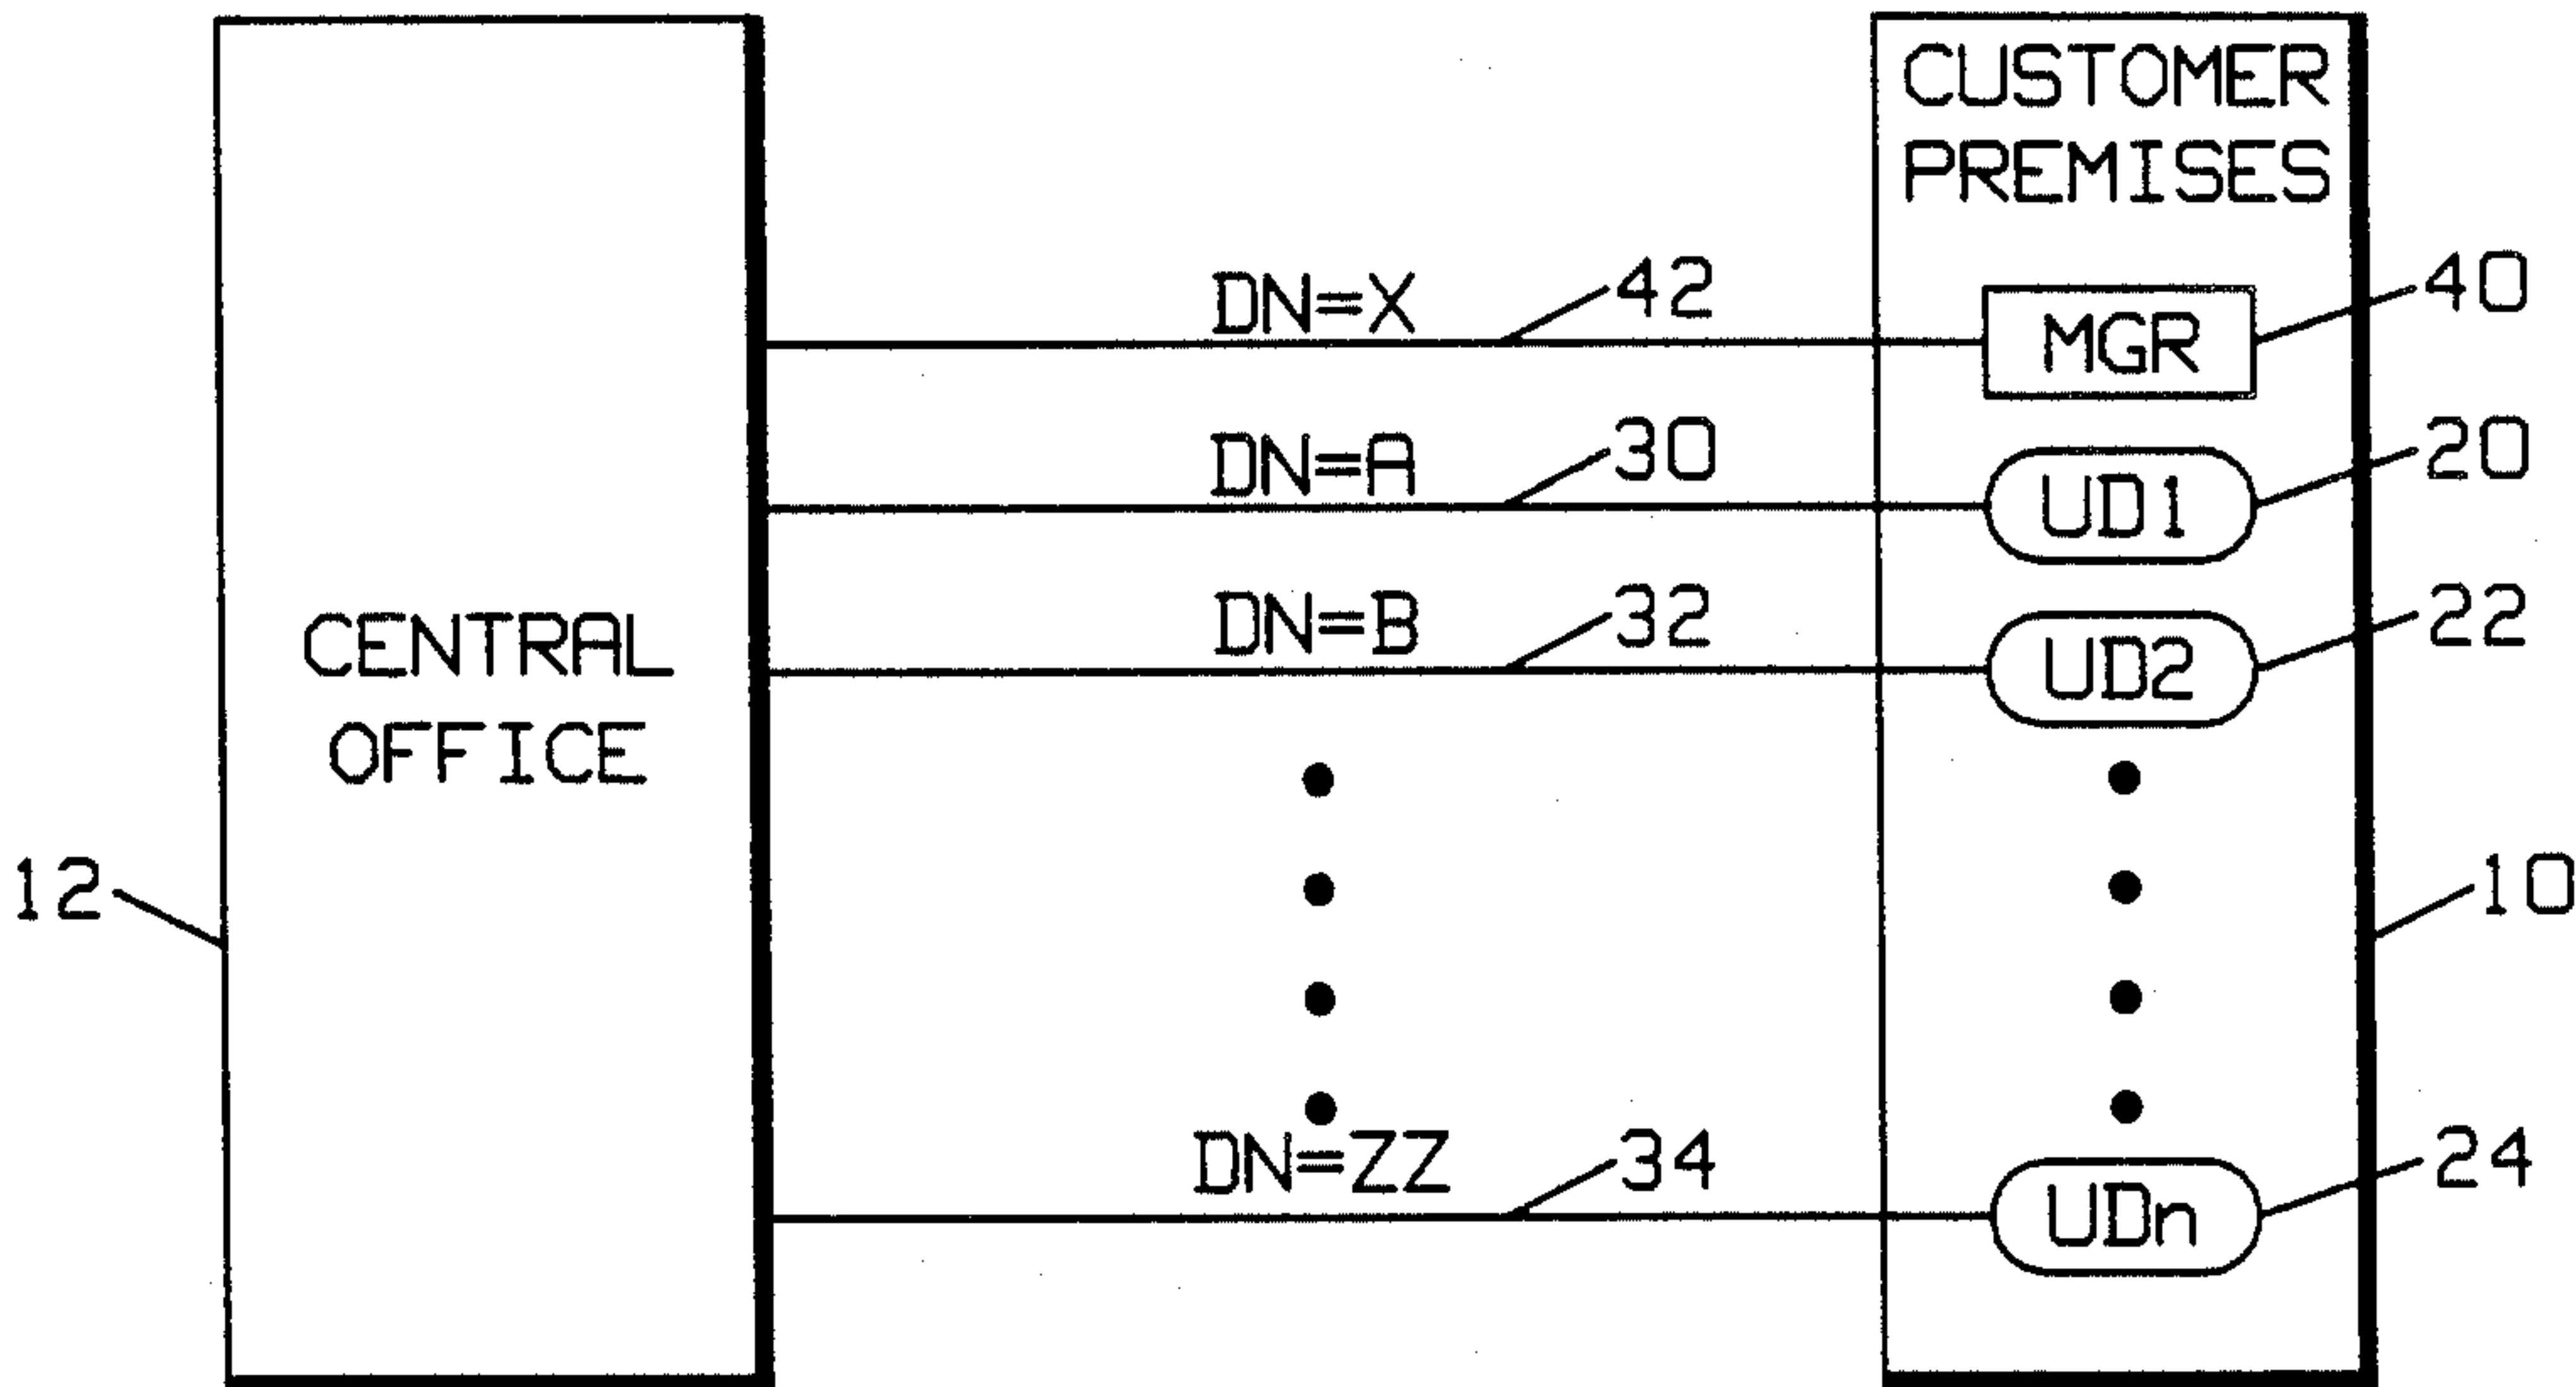 CUSTOMER
PREMISES
DN=X
42
MGR
40
DN=A
30
UD1
20
DN=B
32
UD2
22
CENTRAL
OFFICE
12
10
DN=ZZ
34
UDn
24